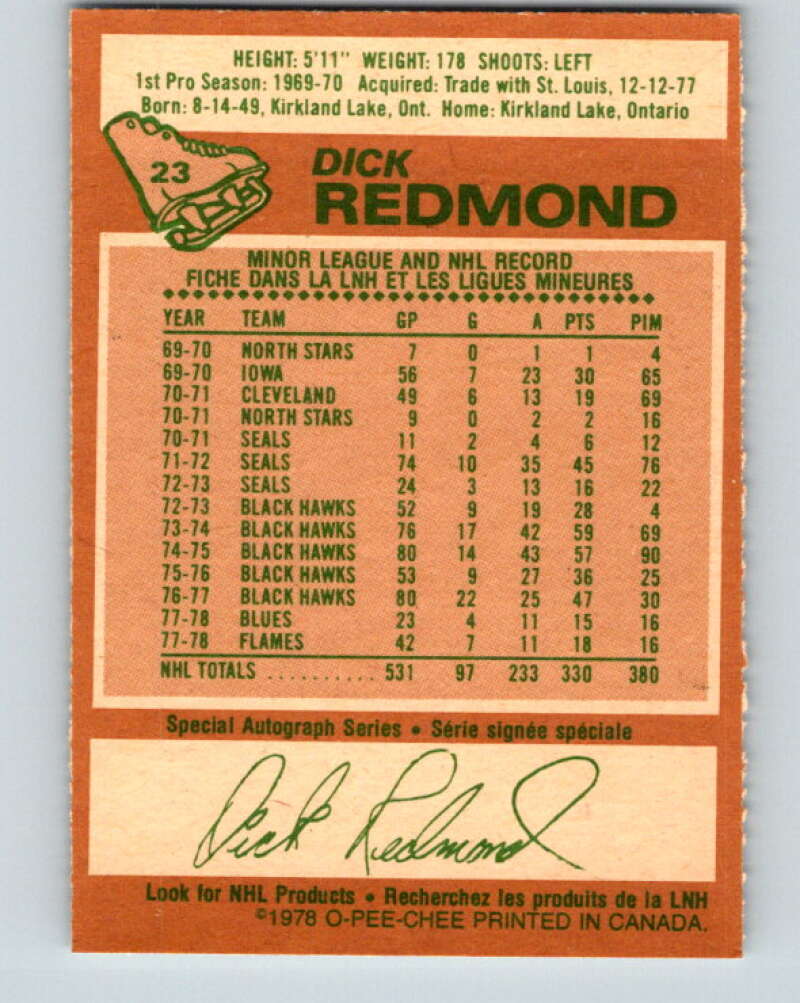 HEIGHT: 5'11" WEIGHT: 178 SHOOTS: LEFT
1st Pro Season: 1969-70 Acquired: Trade with St. Louis, 12-12-77
Born: 8-14-49, Kirkland Lake, Ont. Home: Kirkland Lake, Ontario
23
DICK
REDMOND
MINOR LEAGUE AND NHL RECORD
FICHE DANS LA LNH ET LES LIGUES MINEURES
YEAR TEAM GP G A PTS PIM
69-70 NORTH STARS 7 0 1 1 4
69-70 IOWA 56 7 23 30 65
70-71 CLEVELAND 49 6 13 19 69
70-71 NORTH STARS 9 0 2 2 16
70-71 SEALS 11 2 4 6 12
71-72 SEALS 74 10 35 45 76
72-73 SEALS 24 3 13 16 22
72-73 BLACK HAWKS 52 9 19 28 4
73-74 BLACK HAWKS 76 17 42 59 69
74-75 BLACK HAWKS 80 14 43 57 90
75-76 BLACK HAWKS 53 9 27 36 25
76-77 BLACK HAWKS 80 22 25 47 30
77-78 BLUES 23 4 11 15 16
77-78 FLAMES 42 7 11 18 16
NHL TOTALS .......... 531 97 233 330 380
Special Autograph Series • Série signée spéciale
Dick Redmond
Look for NHL Products • Recherchez les produits de la LNH
©1978 O-PEE-CHEE PRINTED IN CANADA.